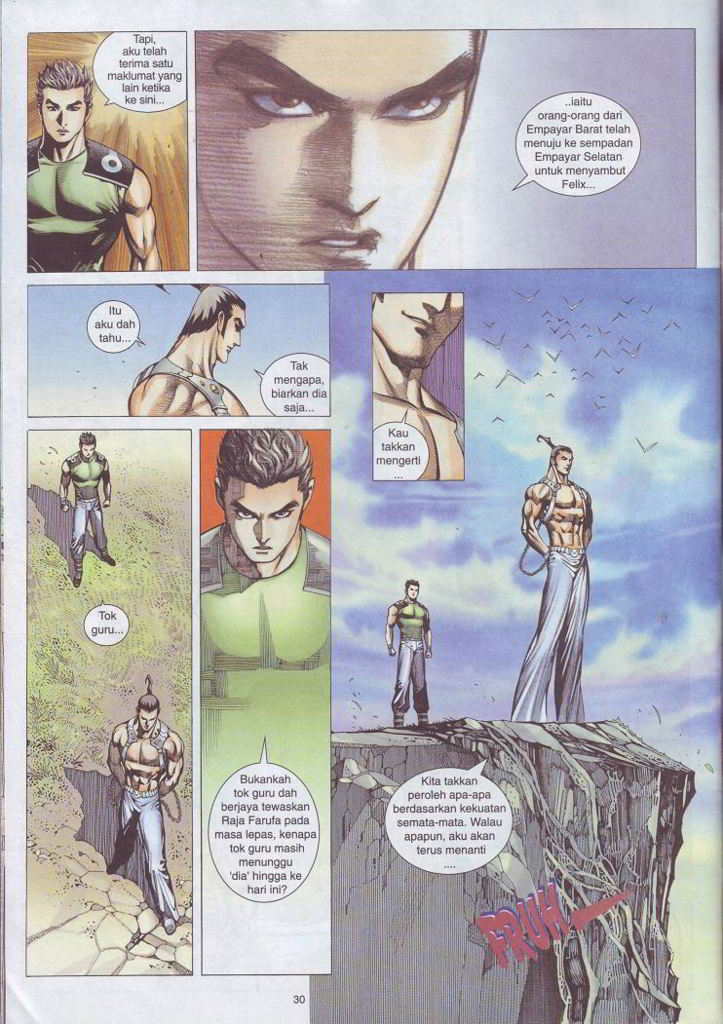 Tapi,
aku telah
terima satu
maklumat yang
lain ketika
ke sini...
..iaitu
orang-orang dari
Empayar Barat telah
menuju ke sempadan
Empayar Selatan
untuk menyambut
Felix...
Itu
aku dah
tahu...
Tak
mengapa,
biarkan dia
saja...
Kau
takkan
mengerti
...
Tok
guru...
Bukankah
tok guru dah
berjaya tewaskan
Raja Farufa pada
masa lepas, kenapa
tok guru masih
menunggu
'dia' hingga ke
hari ini?
Kita takkan
peroleh apa-apa
berdasarkan kekuatan
semata-mata. Walau
apapun, aku akan
terus menanti
....
FRUH
30